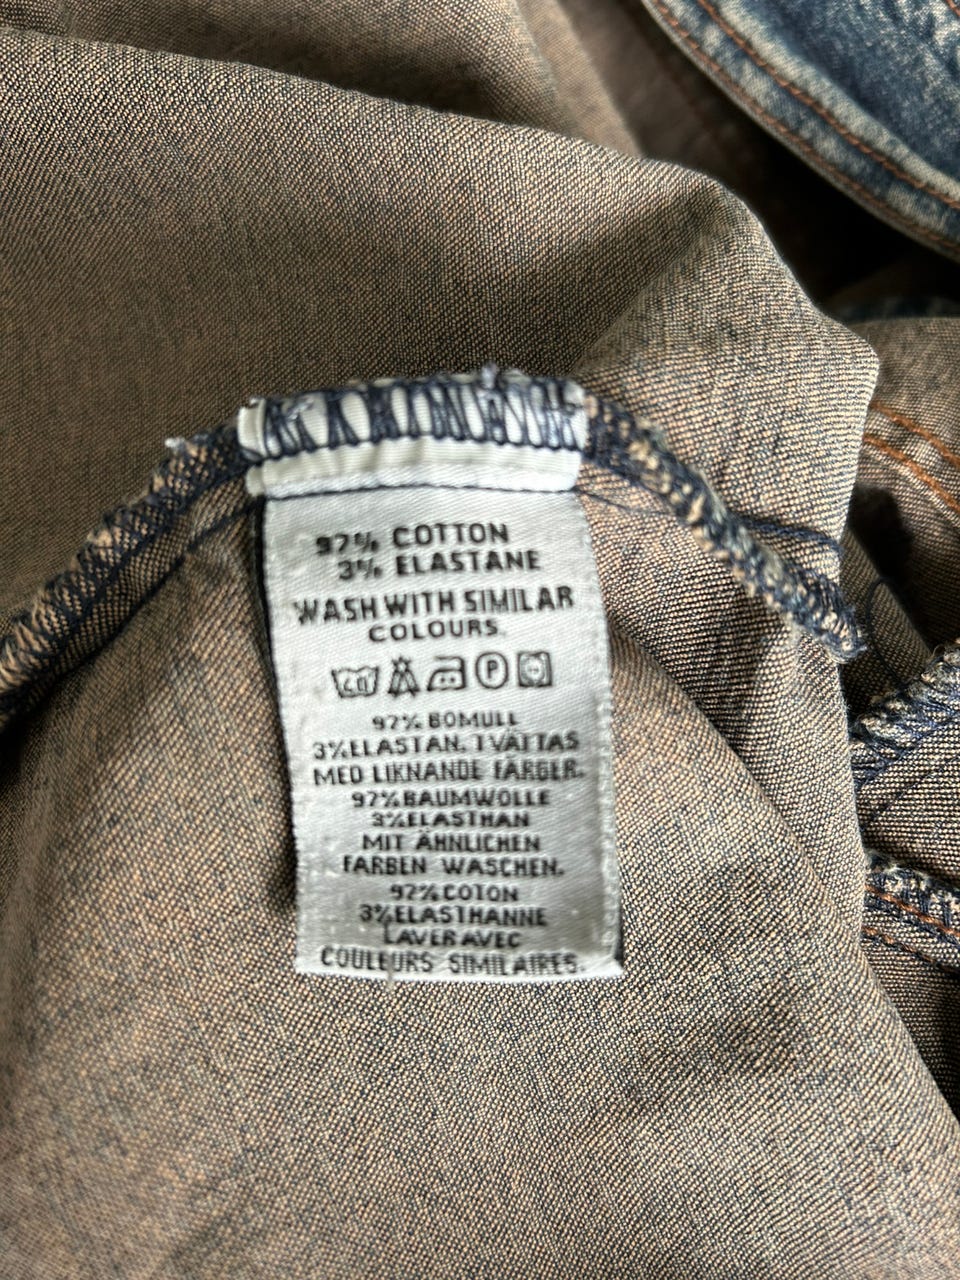 97% COTTON
3% ELASTANE
WASH WITH SIMILAR
COLOURS.
P
97% BOMULL
3%ELASTAN. TVÄTTAS
MED LIKNANDE FÄRGER.
97%BAUMWOLLE
3%ELASTHAN
MIT ÄHNLICHEN
FARBEN WASCHEN.
97%COTON
3%ELASTHANNE
LAVER AVEC
COULEURS SIMILAIRES.